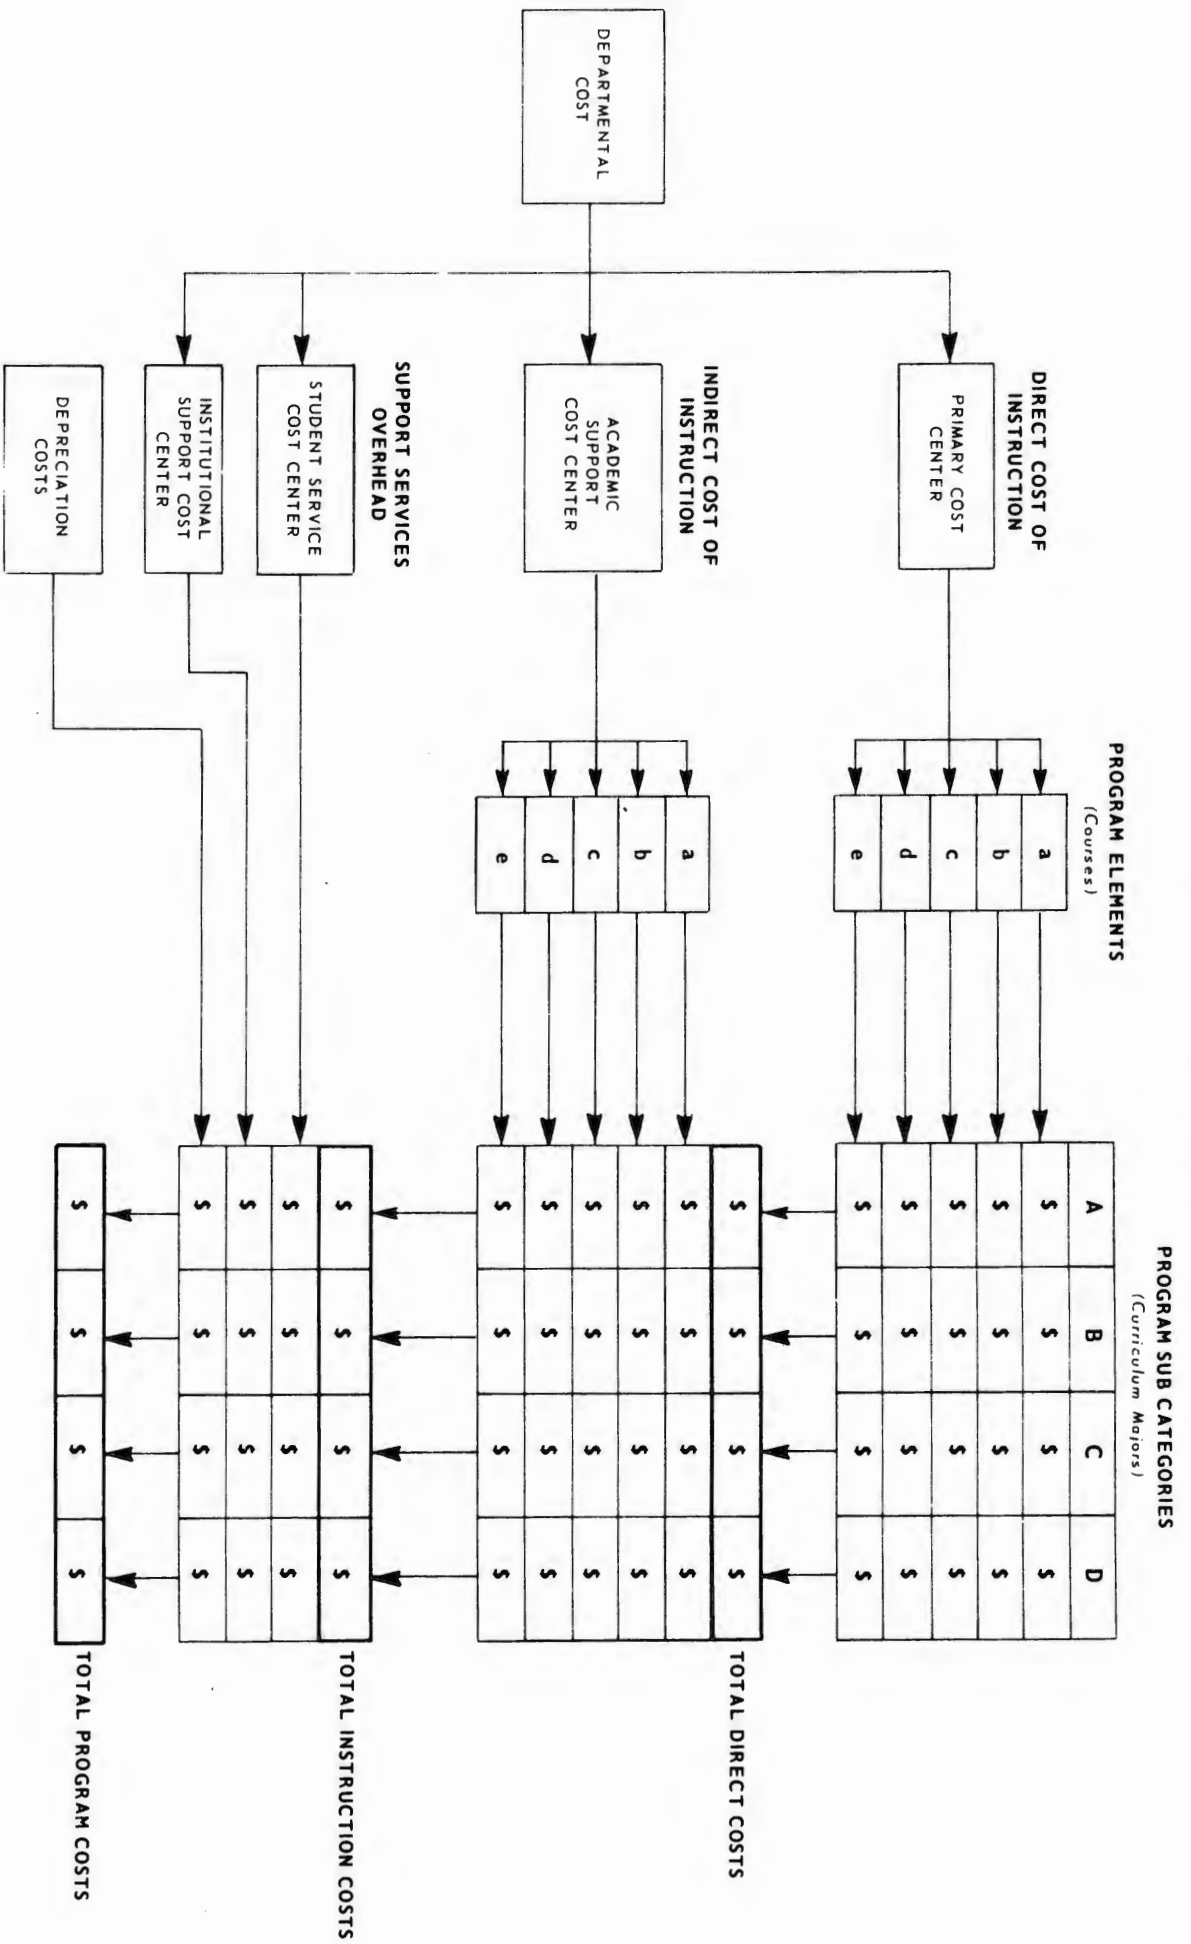 PROGRAM SUB CATEGORIES
(Curriculum Majors)
PROGRAM ELEMENTS
(Courses)
A B C D
DIRECT COST OF
INSTRUCTION
PRIMARY COST
CENTER
a $ $ $ $
b $ $ $ $
c $ $ $ $
d $ $ $ $
e $ $ $ $
$ $ $ $ TOTAL DIRECT COSTS
INDIRECT COST OF
INSTRUCTION
DEPARTMENTAL
COST
ACADEMIC
SUPPORT
COST CENTER
a $ $ $ $
b $ $ $ $
c $ $ $ $
d $ $ $ $
e $ $ $ $
SUPPORT SERVICES
OVERHEAD
$ $ $ $ TOTAL INSTRUCTION COSTS
STUDENT SERVICE
COST CENTER
$ $ $ $
INSTITUTIONAL
SUPPORT COST
CENTER
$ $ $ $
$ $ $ $
DEPRECIATION
COSTS
$ $ $ $ TOTAL PROGRAM COSTS